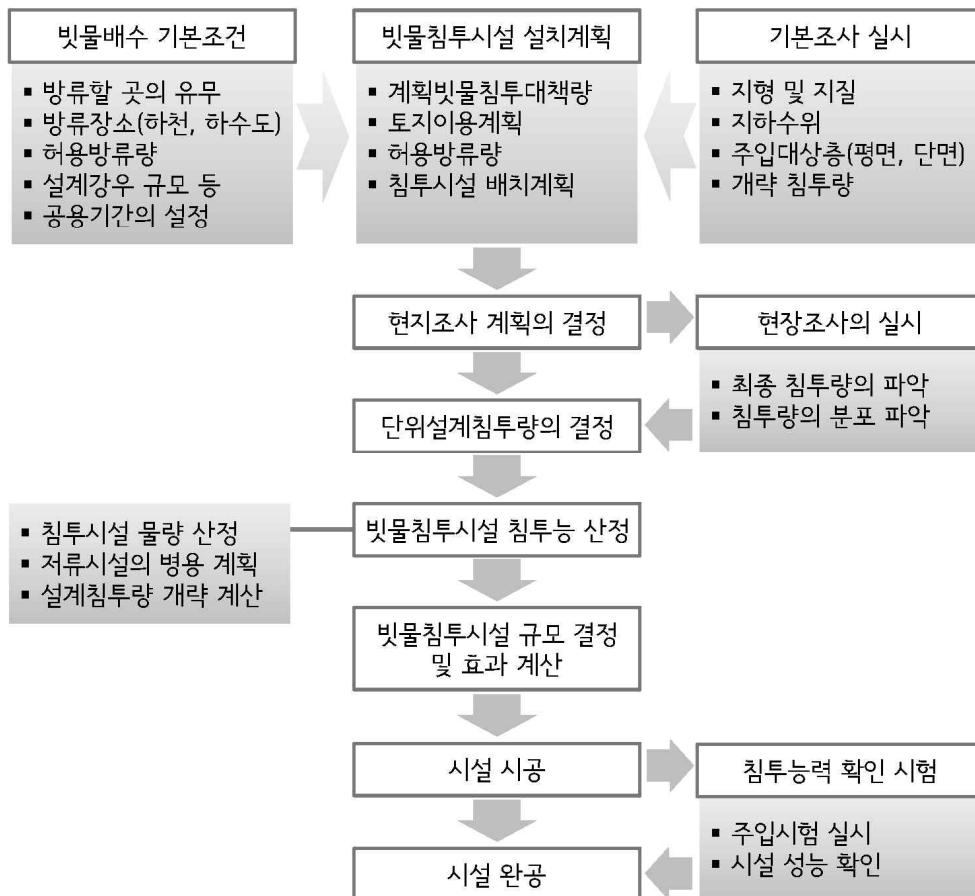 빗물배수 기본조건
▪ 방류할 곳의 유무
▪ 방류장소(하천, 하수도)
▪ 허용방류량
▪ 설계강우 규모 등
▪ 공용기간의 설정
빗물침투시설 설치계획
▪ 계획빗물침투대책량
▪ 토지이용계획
▪ 허용방류량
▪ 침투시설 배치계획
기본조사 실시
▪ 지형 및 지질
▪ 지하수위
▪ 주입대상층(평면, 단면)
▪ 개략 침투량
현지조사 계획의 결정
현장조사의 실시
▪ 최종 침투량의 파악
▪ 침투량의 분포 파악
단위설계침투량의 결정
빗물침투시설 침투능 산정
▪ 침투시설 물량 산정
▪ 저류시설의 병용 계획
▪ 설계침투량 개략 계산
빗물침투시설 규모 결정
및 효과 계산
시설 시공
침투능력 확인 시험
▪ 주입시험 실시
▪ 시설 성능 확인
시설 완공